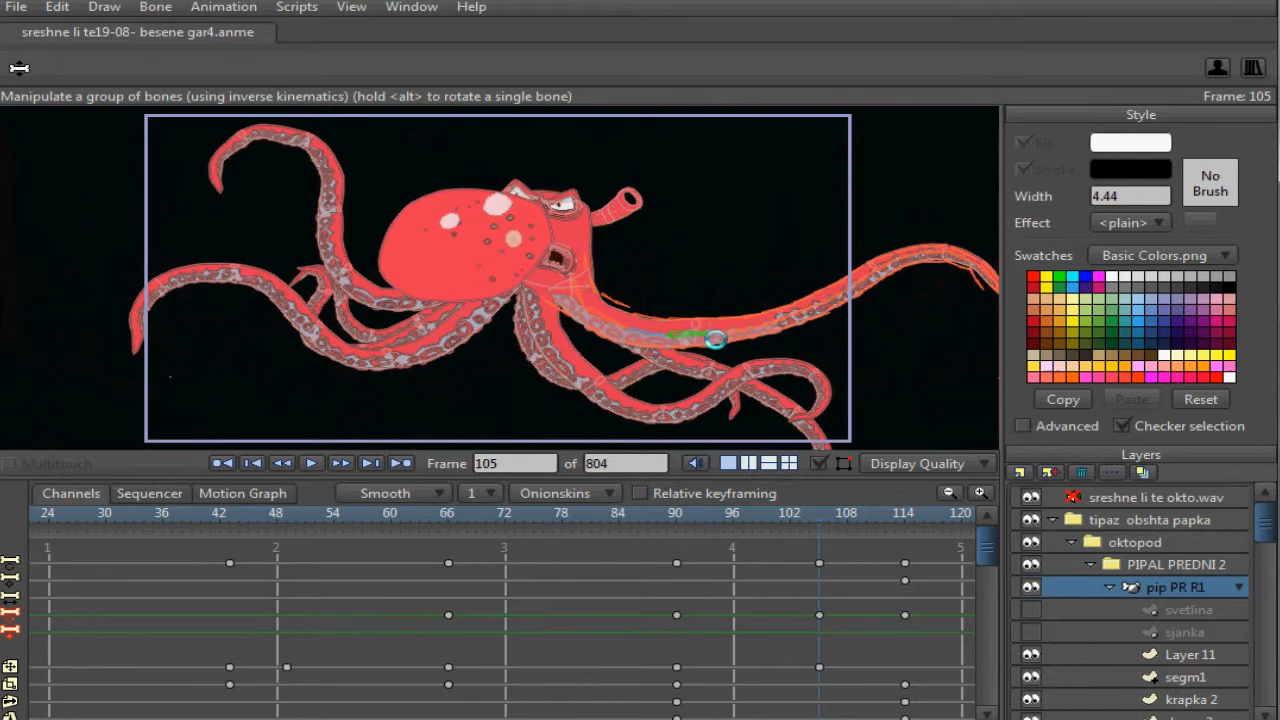 File Edit Draw Bone Animation Scripts View Window Help
sreshne li te19-08- besene gar4.anme
Manipulate a group of bones (using inverse kinematics) (hold <alt> to rotate a single bone) Frame: 105
Style
Fill
Stroke
No Brush
Width 4.44
Effect <plain>
Swatches Basic Colors.png
Copy Paste Reset
Advanced Checker selection
Multitouch Frame 105 of 804 Display Quality
Layers
Channels Sequencer Motion Graph Smooth 1 Onionskins Relative keyframing
24 30 36 42 48 54 60 66 72 78 84 90 96 102 108 114 120
1 2 3 4 5
sreshne li te okto.wav
tipaz obshta papka
oktopod
PIPAL PREDNI 2
pip PR R1
svetlina
sjanka
Layer 11
segm1
krapka 2